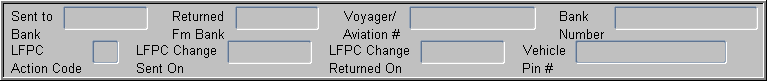 Sent to Returned Voyager/ Bank
Bank Fm Bank Aviation # Number
LFPC LFPC Change LFPC Change Vehicle
Action Code Sent On Returned On Pin #